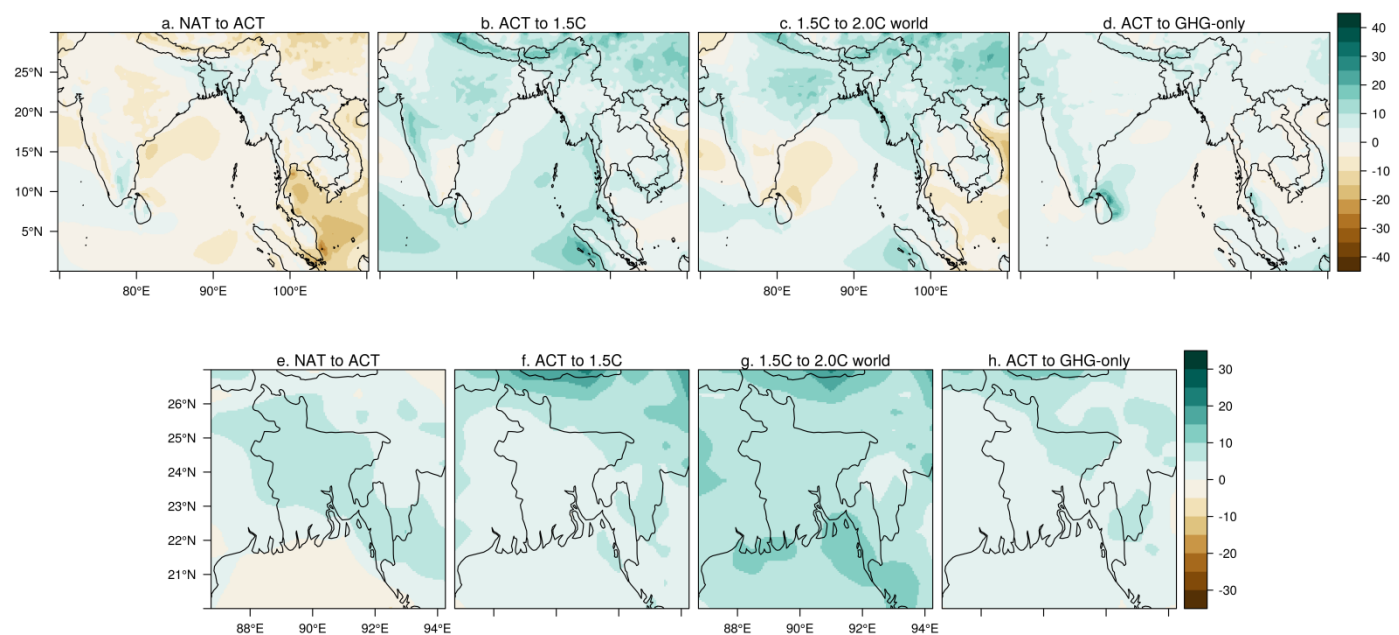 a. NAT to ACT b. ACT to 1.5C c. 1.5C to 2.0C world d. ACT to GHG-only
25°N
20°N
15°N
10°N
5°N
80°E 90°E 100°E 80°E 90°E 100°E
40
30
20
10
0
-10
-20
-30
-40
e. NAT to ACT f. ACT to 1.5C g. 1.5C to 2.0C world h. ACT to GHG-only
26°N
25°N
24°N
23°N
22°N
21°N
88°E 90°E 92°E 94°E 88°E 90°E 92°E 94°E
30
20
10
0
-10
-20
-30